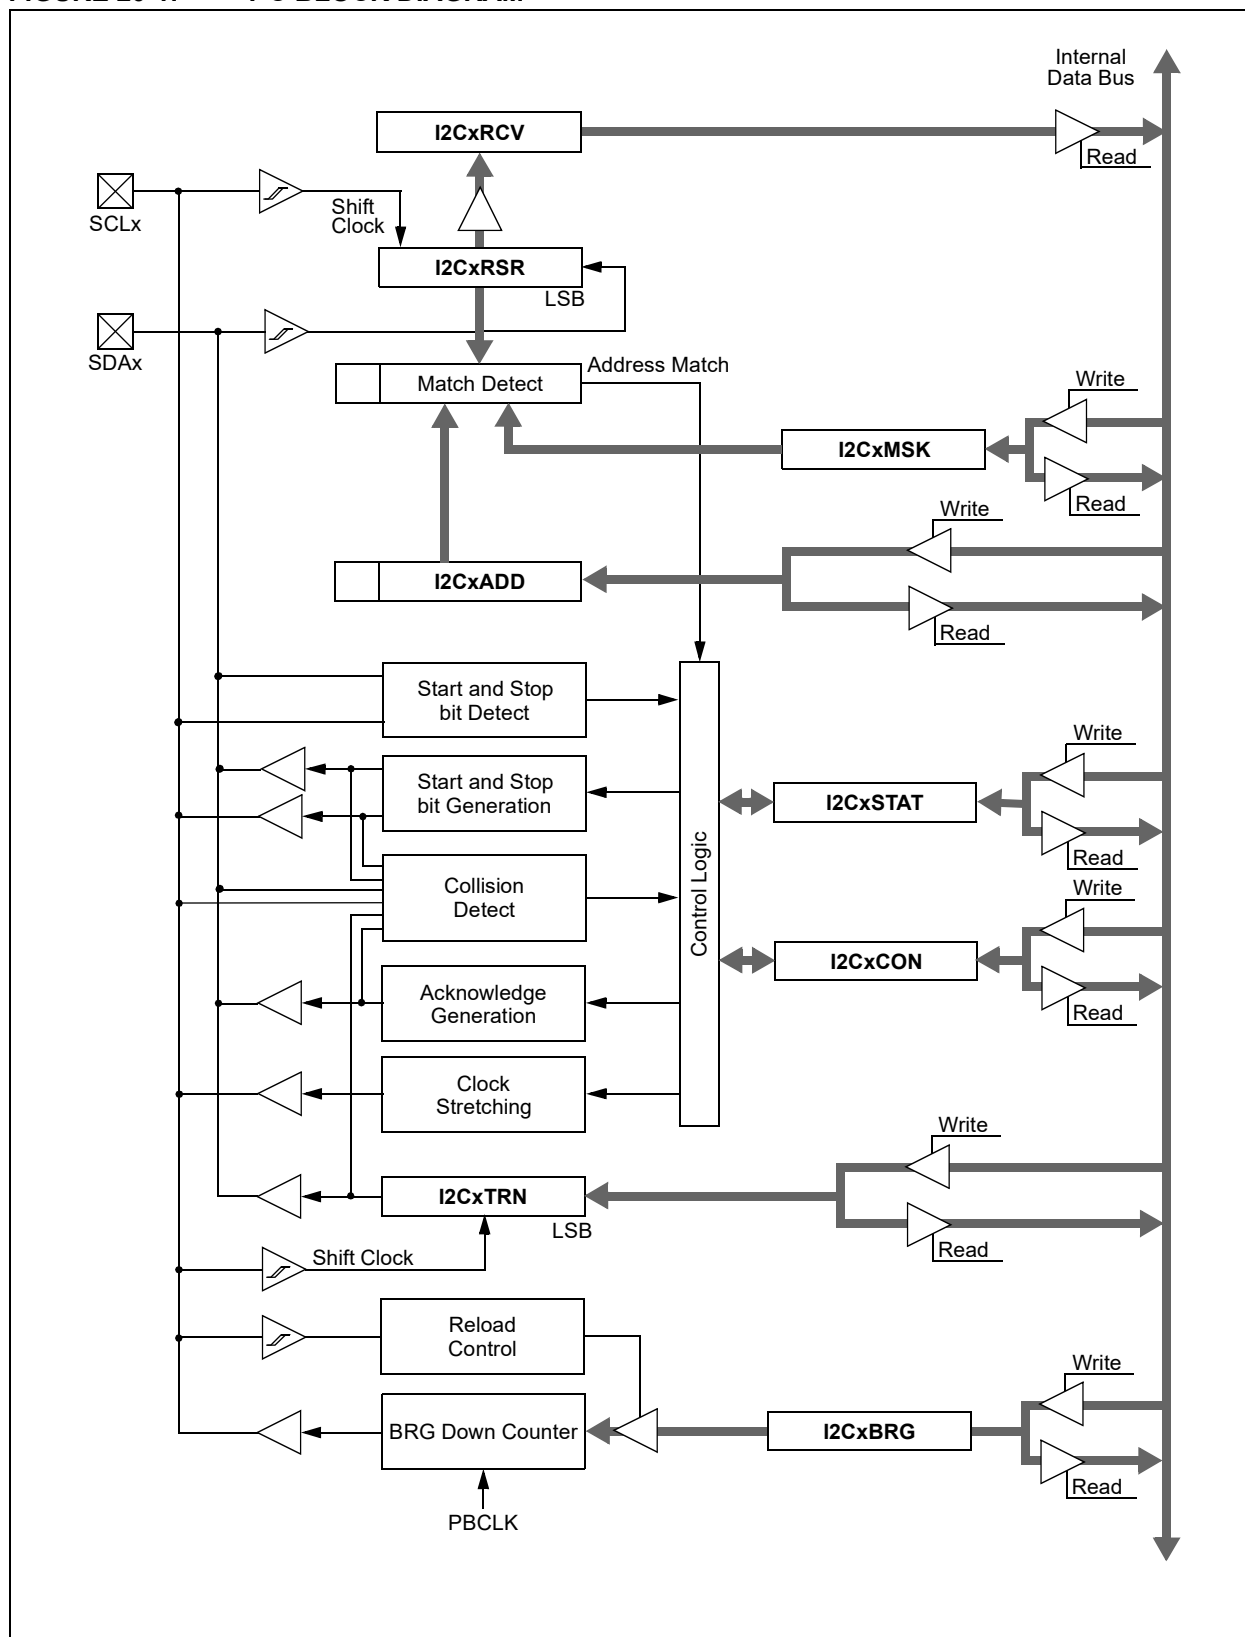 Internal
Data Bus
I2CxRCV
Read
SCLx
Shift
Clock
I2CxRSR
LSB
SDAx
Address Match
Match Detect
Write
I2CxMSK
Read
Write
I2CxADD
Read
Start and Stop
bit Detect
Write
Start and Stop
bit Generation
I2CxSTAT
Read
Control Logic
Collision
Detect
Write
I2CxCON
Read
Acknowledge
Generation
Clock
Stretching
Write
I2CxTRN
LSB
Read
Shift Clock
Reload
Control
Write
BRG Down Counter
I2CxBRG
Read
PBCLK